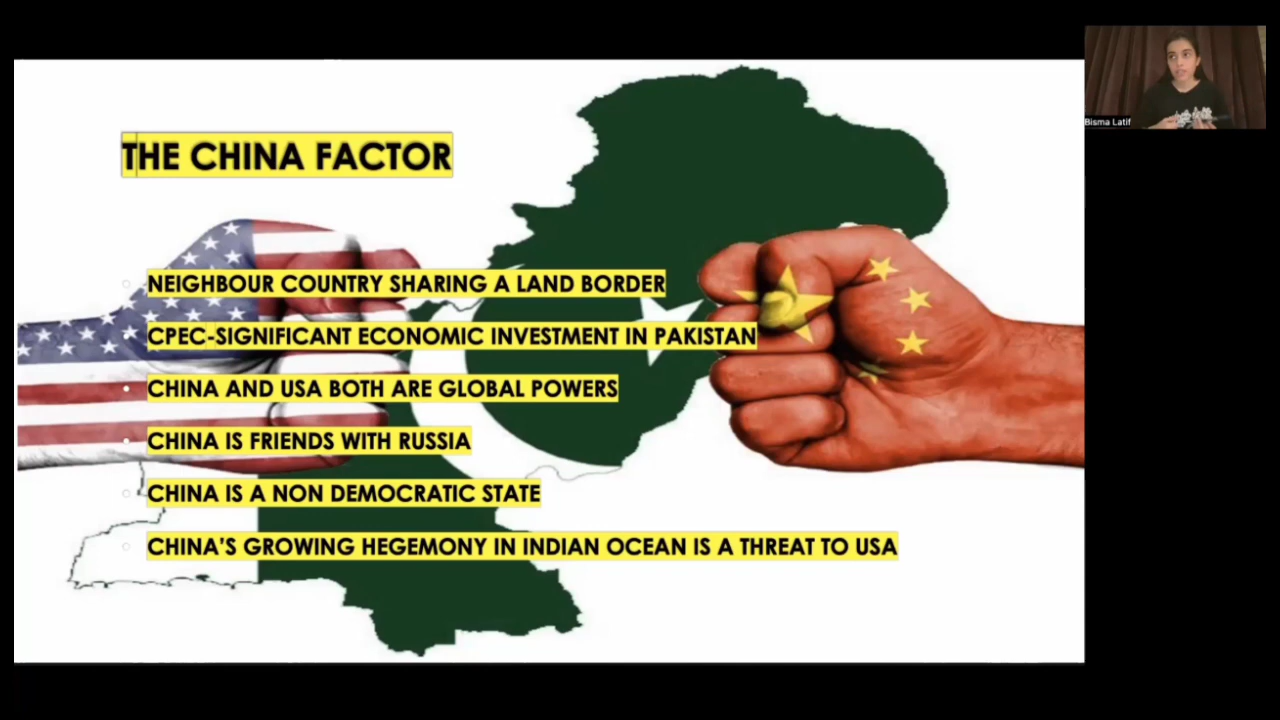 THE CHINA FACTOR
NEIGHBOUR COUNTRY SHARING A LAND BORDER
CPEC-SIGNIFICANT ECONOMIC INVESTMENT IN PAKISTAN
CHINA AND USA BOTH ARE GLOBAL POWERS
CHINA IS FRIENDS WITH RUSSIA
CHINA IS A NON DEMOCRATIC STATE
CHINA'S GROWING HEGEMONY IN INDIAN OCEAN IS A THREAT TO USA
Bisma Latif